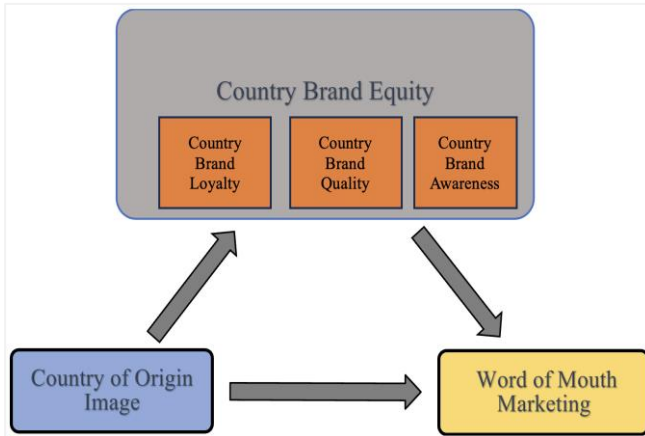 Country Brand Equity
Country
Brand
Loyalty
Country
Brand
Quality
Country
Brand
Awareness
Country of Origin
Image
Word of Mouth
Marketing